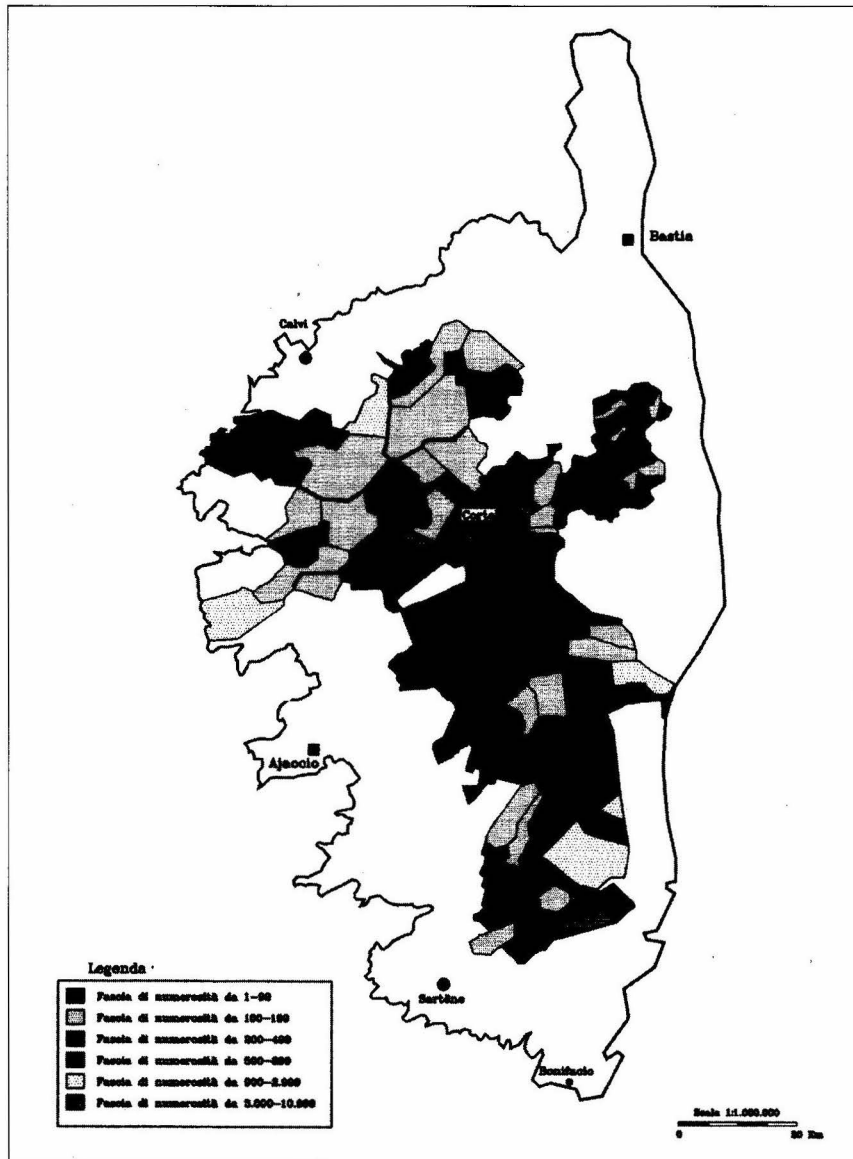 Bastia
Calvi
Corte
Ajaccio
Sartène
Bonifacio
Legenda
Fascia di numerosità da 1-99
Fascia di numerosità da 100-199
Fascia di numerosità da 200-499
Fascia di numerosità da
Fascia di numerosità da 900-2.999
Fascia di numerosità da 3.000-10.999
Scala 1:1.000.000
0 20 Km